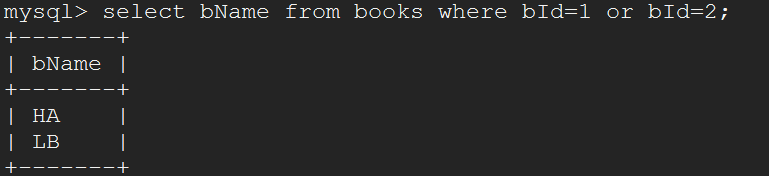 mysql> select bName from books where bId=1 or bId=2;
+-------+
| bName |
+-------+
| HA    |
| LB    |
+-------+